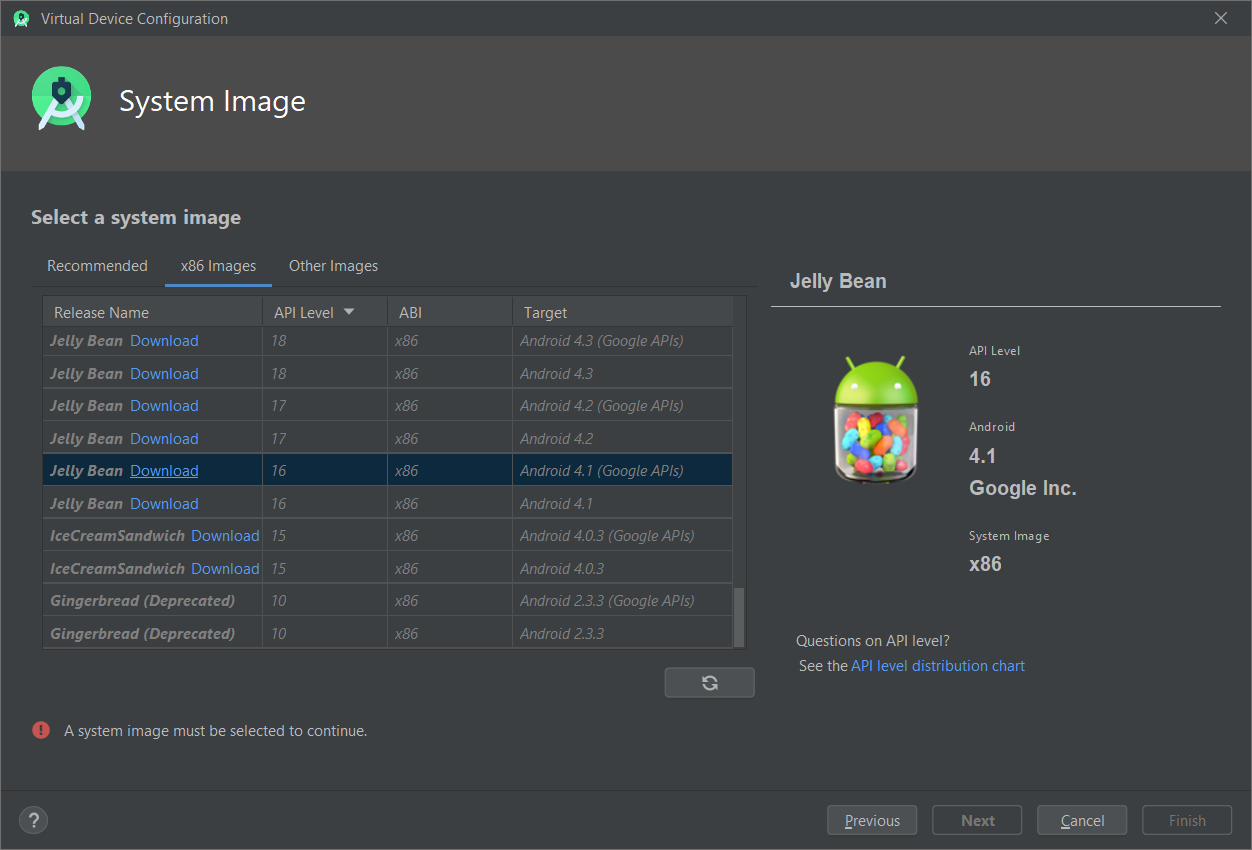 Virtual Device Configuration
System Image
Select a system image
Recommended x86 Images Other Images
Release Name API Level ABI Target
Jelly Bean Download 18 x86 Android 4.3 (Google APIs)
Jelly Bean Download 18 x86 Android 4.3
Jelly Bean Download 17 x86 Android 4.2 (Google APIs)
Jelly Bean Download 17 x86 Android 4.2
Jelly Bean Download 16 x86 Android 4.1 (Google APIs)
Jelly Bean Download 16 x86 Android 4.1
IceCreamSandwich Download 15 x86 Android 4.0.3 (Google APIs)
IceCreamSandwich Download 15 x86 Android 4.0.3
Gingerbread (Deprecated) 10 x86 Android 2.3.3 (Google APIs)
Gingerbread (Deprecated) 10 x86 Android 2.3.3
Jelly Bean
API Level
16
Android
4.1
Google Inc.
System Image
x86
Questions on API level?
See the API level distribution chart
! A system image must be selected to continue.
? Previous Next Cancel Finish